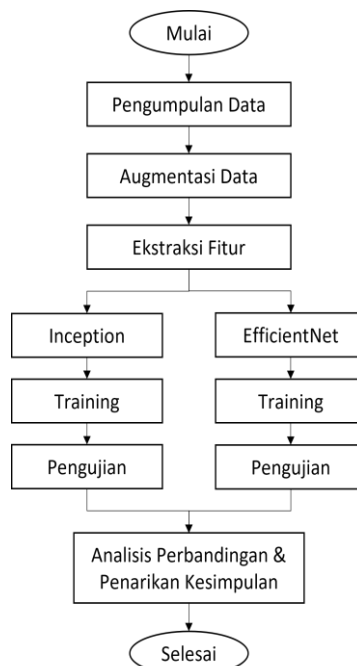 Mulai
Pengumpulan Data
Augmentasi Data
Ekstraksi Fitur
Inception
EfficientNet
Training
Training
Pengujian
Pengujian
Analisis Perbandingan &
Penarikan Kesimpulan
Selesai